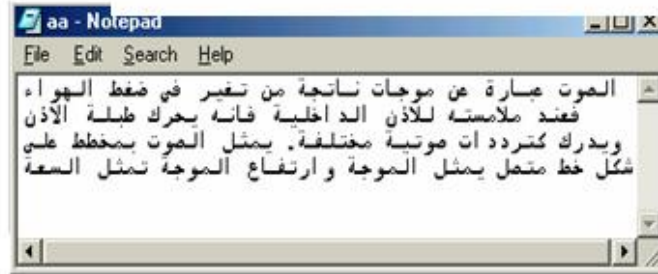 aa - Notepad
File Edit Search Help
الصوت عبارة عن موجات ناتجة من تغير في ضغط الهواء
فعند ملامسته للأذن الداخلية فانه يحرك طبلة الاذن
ويدرك كترددات صوتية مختلفة. يمثل الصوت بمخطط على
شكل خط متصل يمثل الموجة وارتفاع الموجة تمثل السعة